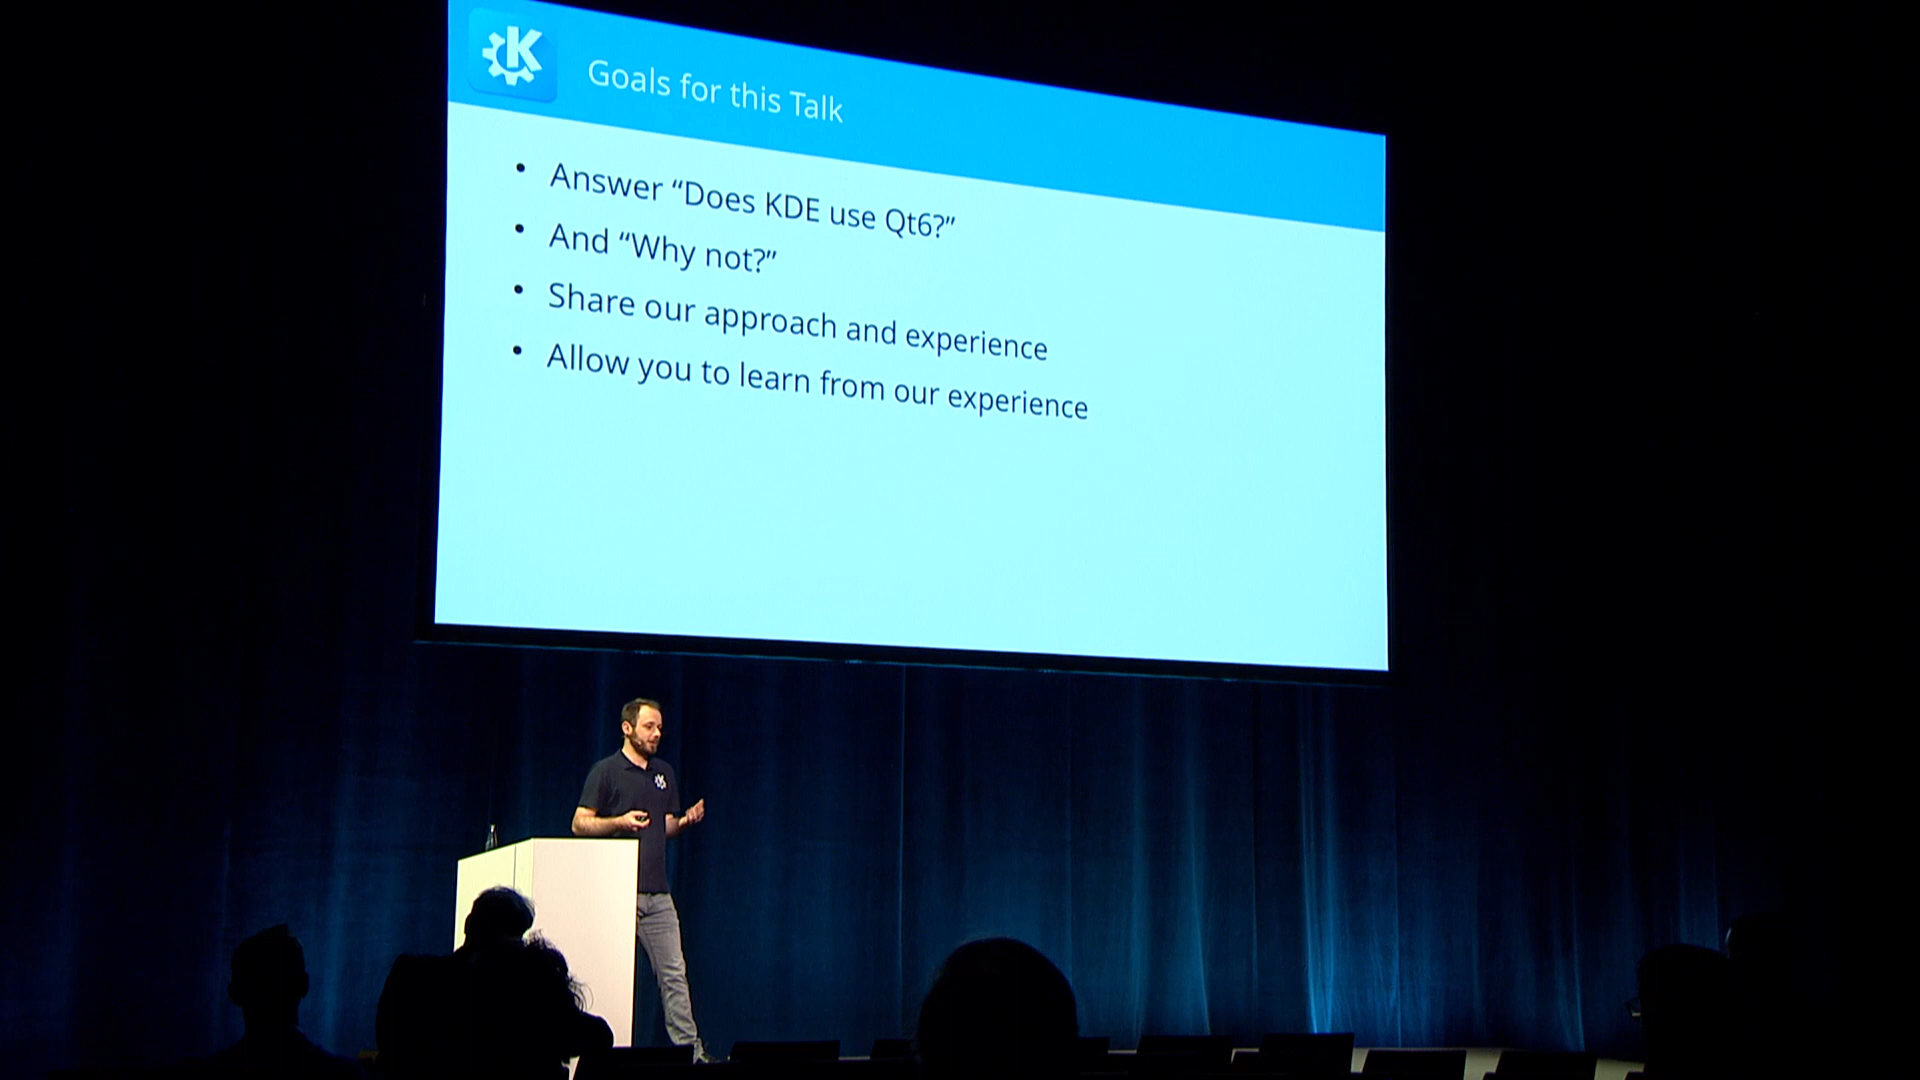 Goals for this Talk
• Answer “Does KDE use Qt6?”
• And “Why not?”
• Share our approach and experience
• Allow you to learn from our experience